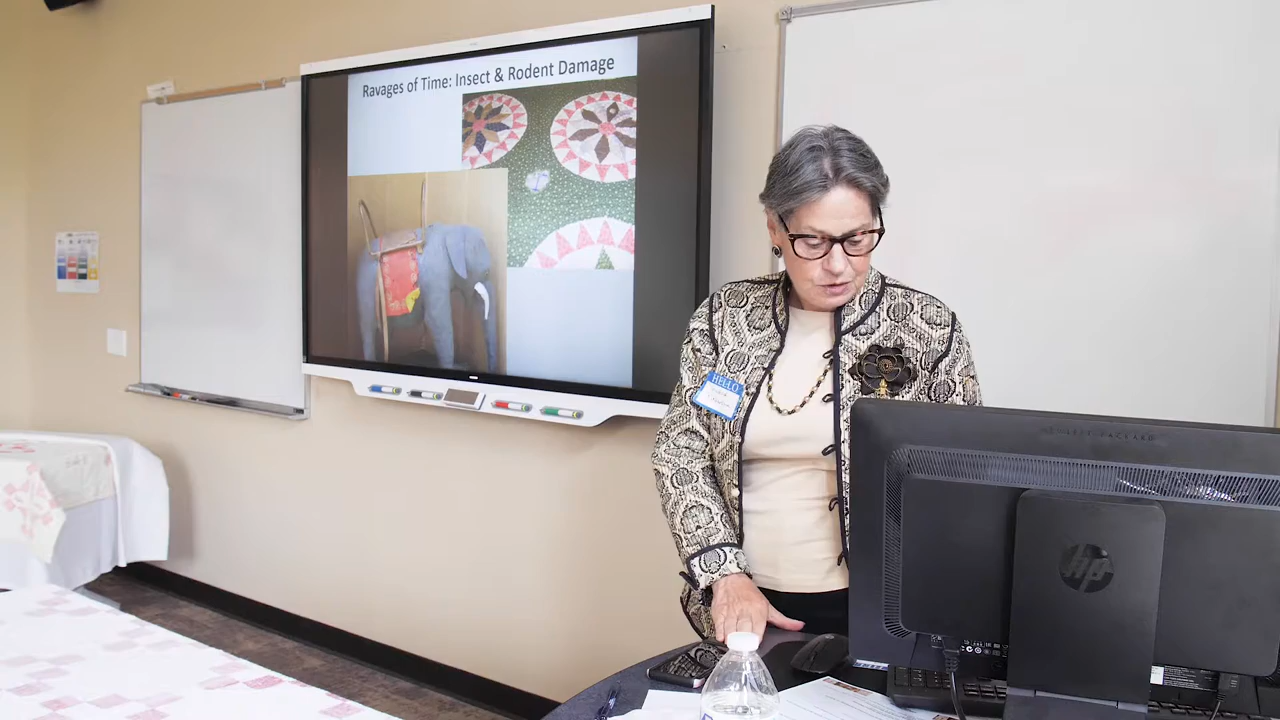 Ravages of Time: Insect & Rodent Damage
HELLO
HEWLETT PACKARD
hp